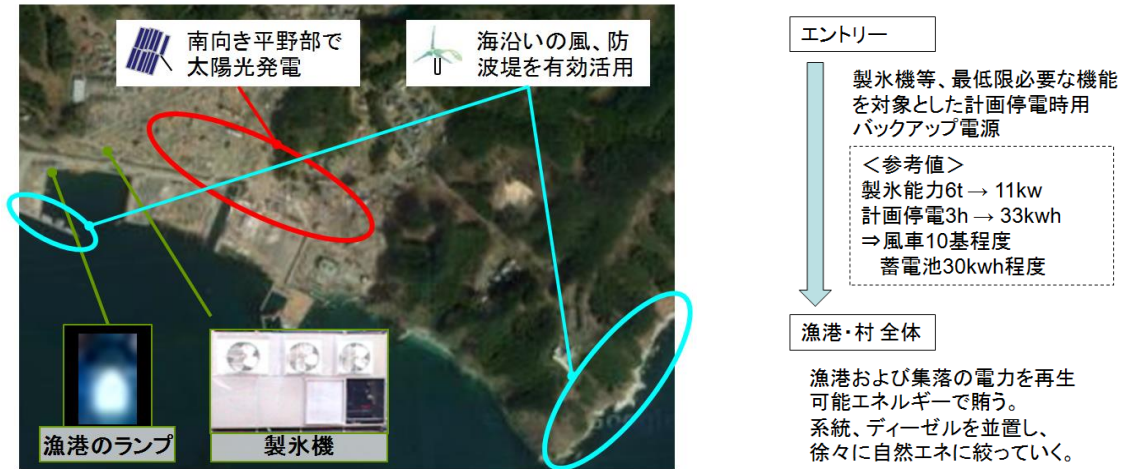 南向き平野部で
太陽光発電
海沿いの風、防
波堤を有効活用
漁港のランプ
製氷機
エントリー
製氷機等、最低限必要な機能
を対象とした計画停電時用
バックアップ電源
＜参考値＞
製氷能力6t → 11kw
計画停電3h → 33kwh
⇒風車10基程度
蓄電池30kwh程度
漁港・村 全体
漁港および集落の電力を再生
可能エネルギーで賄う。
系統、ディーゼルを並置し、
徐々に自然エネに絞っていく。